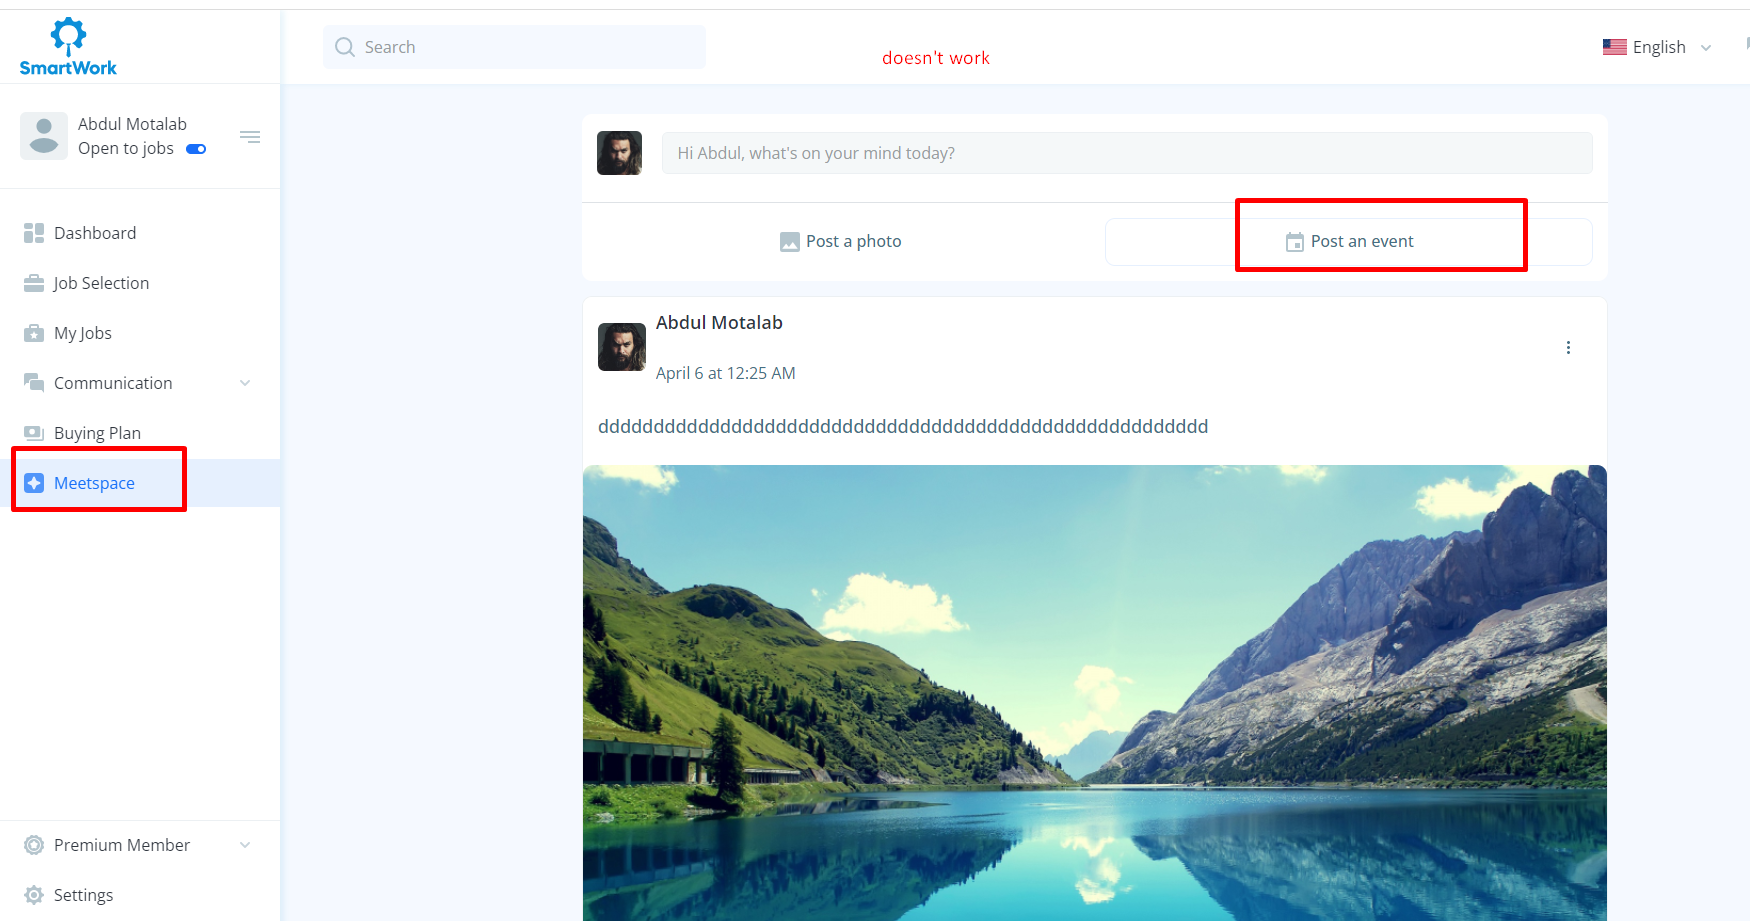 SmartWork
Search
doesn't work
English
Abdul Motalab
Open to jobs
Dashboard
Job Selection
My Jobs
Communication
Buying Plan
Meetspace
Premium Member
Settings
Hi Abdul, what's on your mind today?
Post a photo
Post an event
Abdul Motalab
April 6 at 12:25 AM
ddddddddddddddddddddddddddddddddddddddddddddddddddddddd